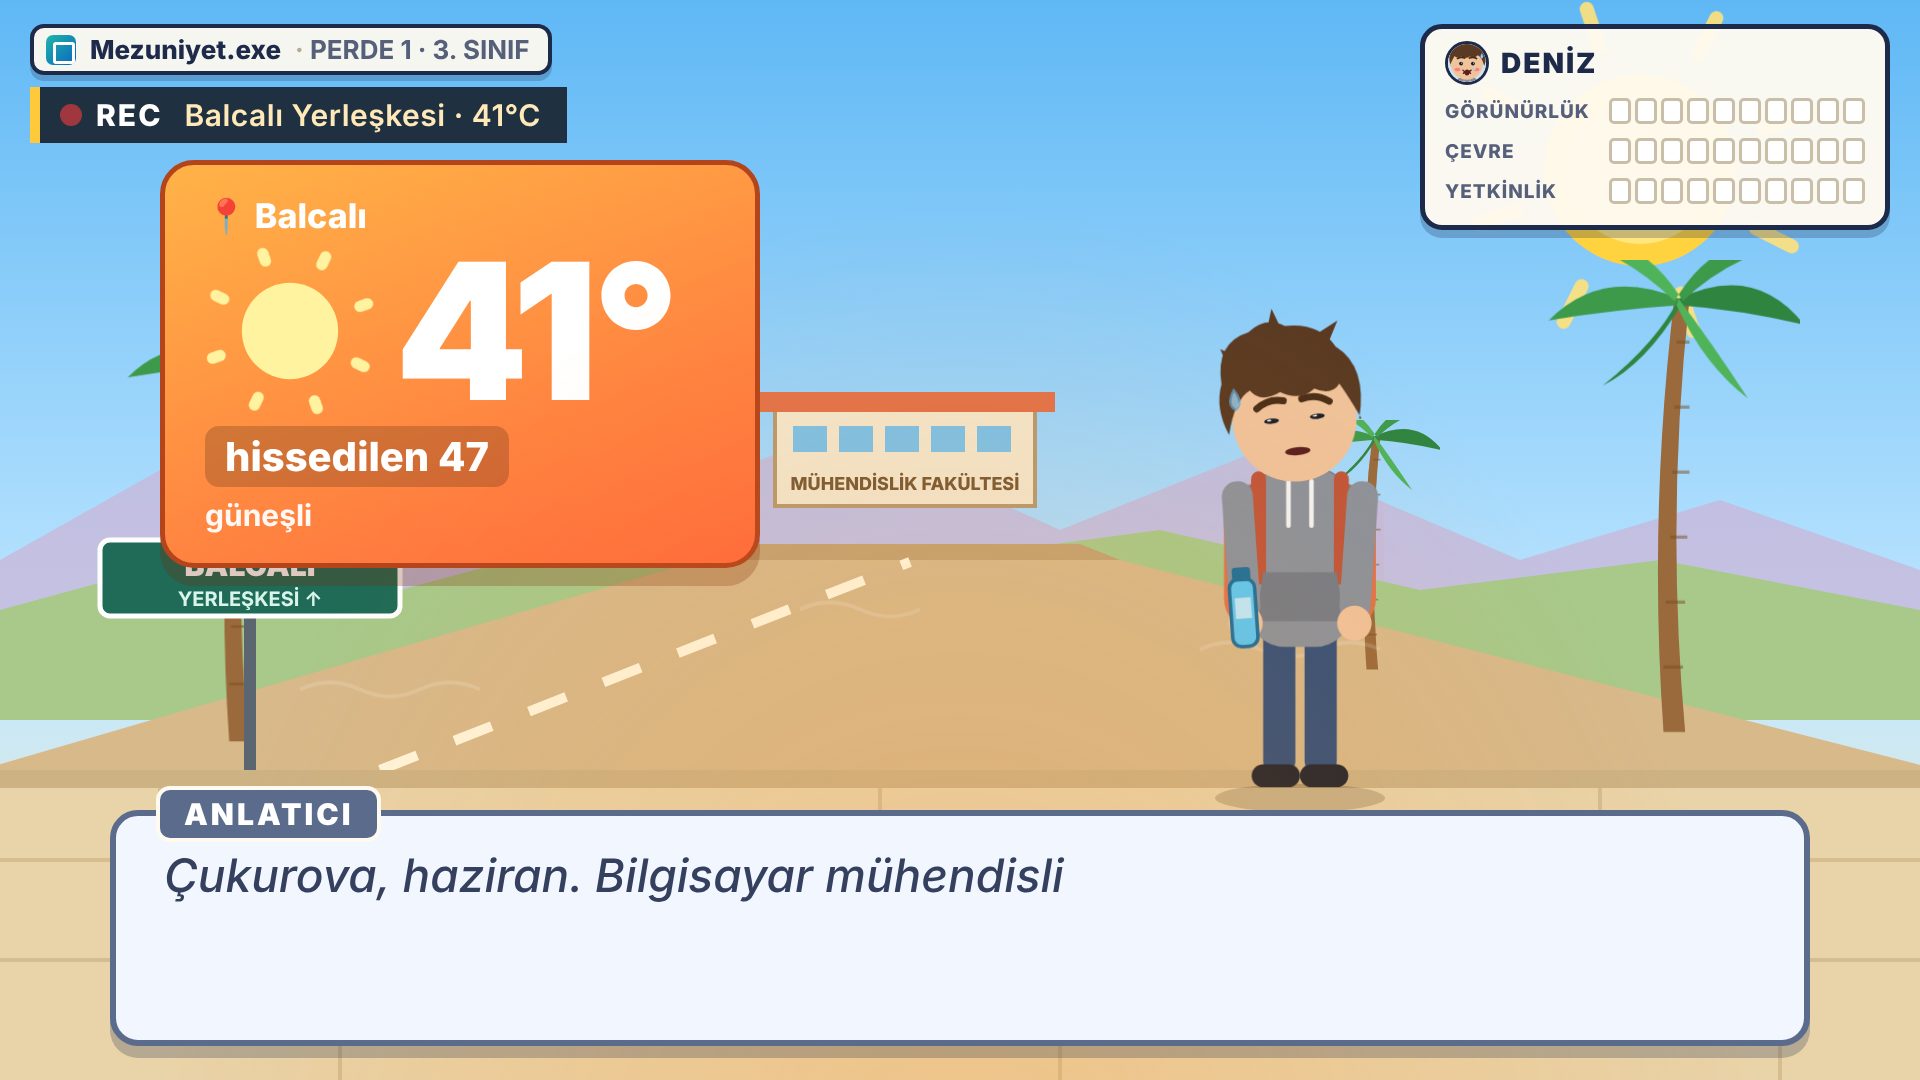 Mezuniyet.exe · PERDE 1 · 3. SINIF
REC Balcalı Yerleşkesi · 41°C
DENİZ
GÖRÜNÜRLÜK
ÇEVRE
YETKİNLİK
Balcalı
41°
hissedilen 47
güneşli
MÜHENDİSLİK FAKÜLTESİ
BALCALI
YERLEŞKESİ ↑
ANLATICI
Çukurova, haziran. Bilgisayar mühendisli